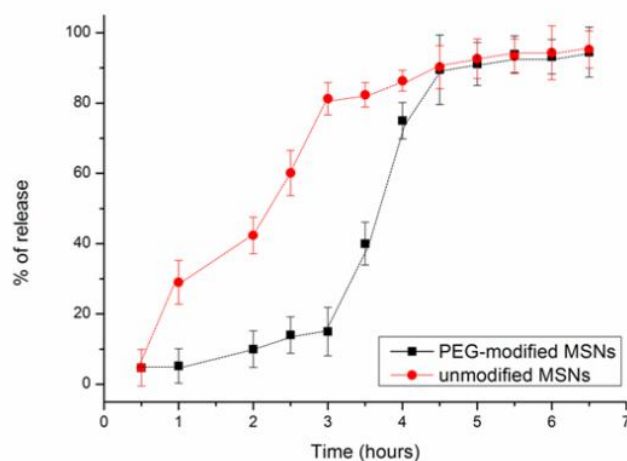 100
80
60
40
20
0
% of release
0 1 2 3 4 5 6 7
Time (hours)
PEG-modified MSNs
unmodified MSNs